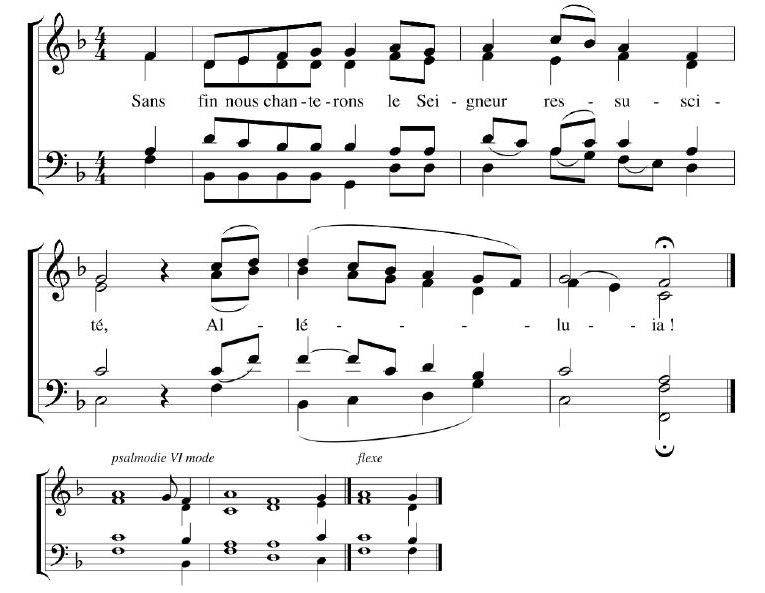 Sans fin nous chan - te - rons le Sei - gneur res - su - sci -
té, Al - lé - - - - lu - - ia !
psalmodie VI mode flexe